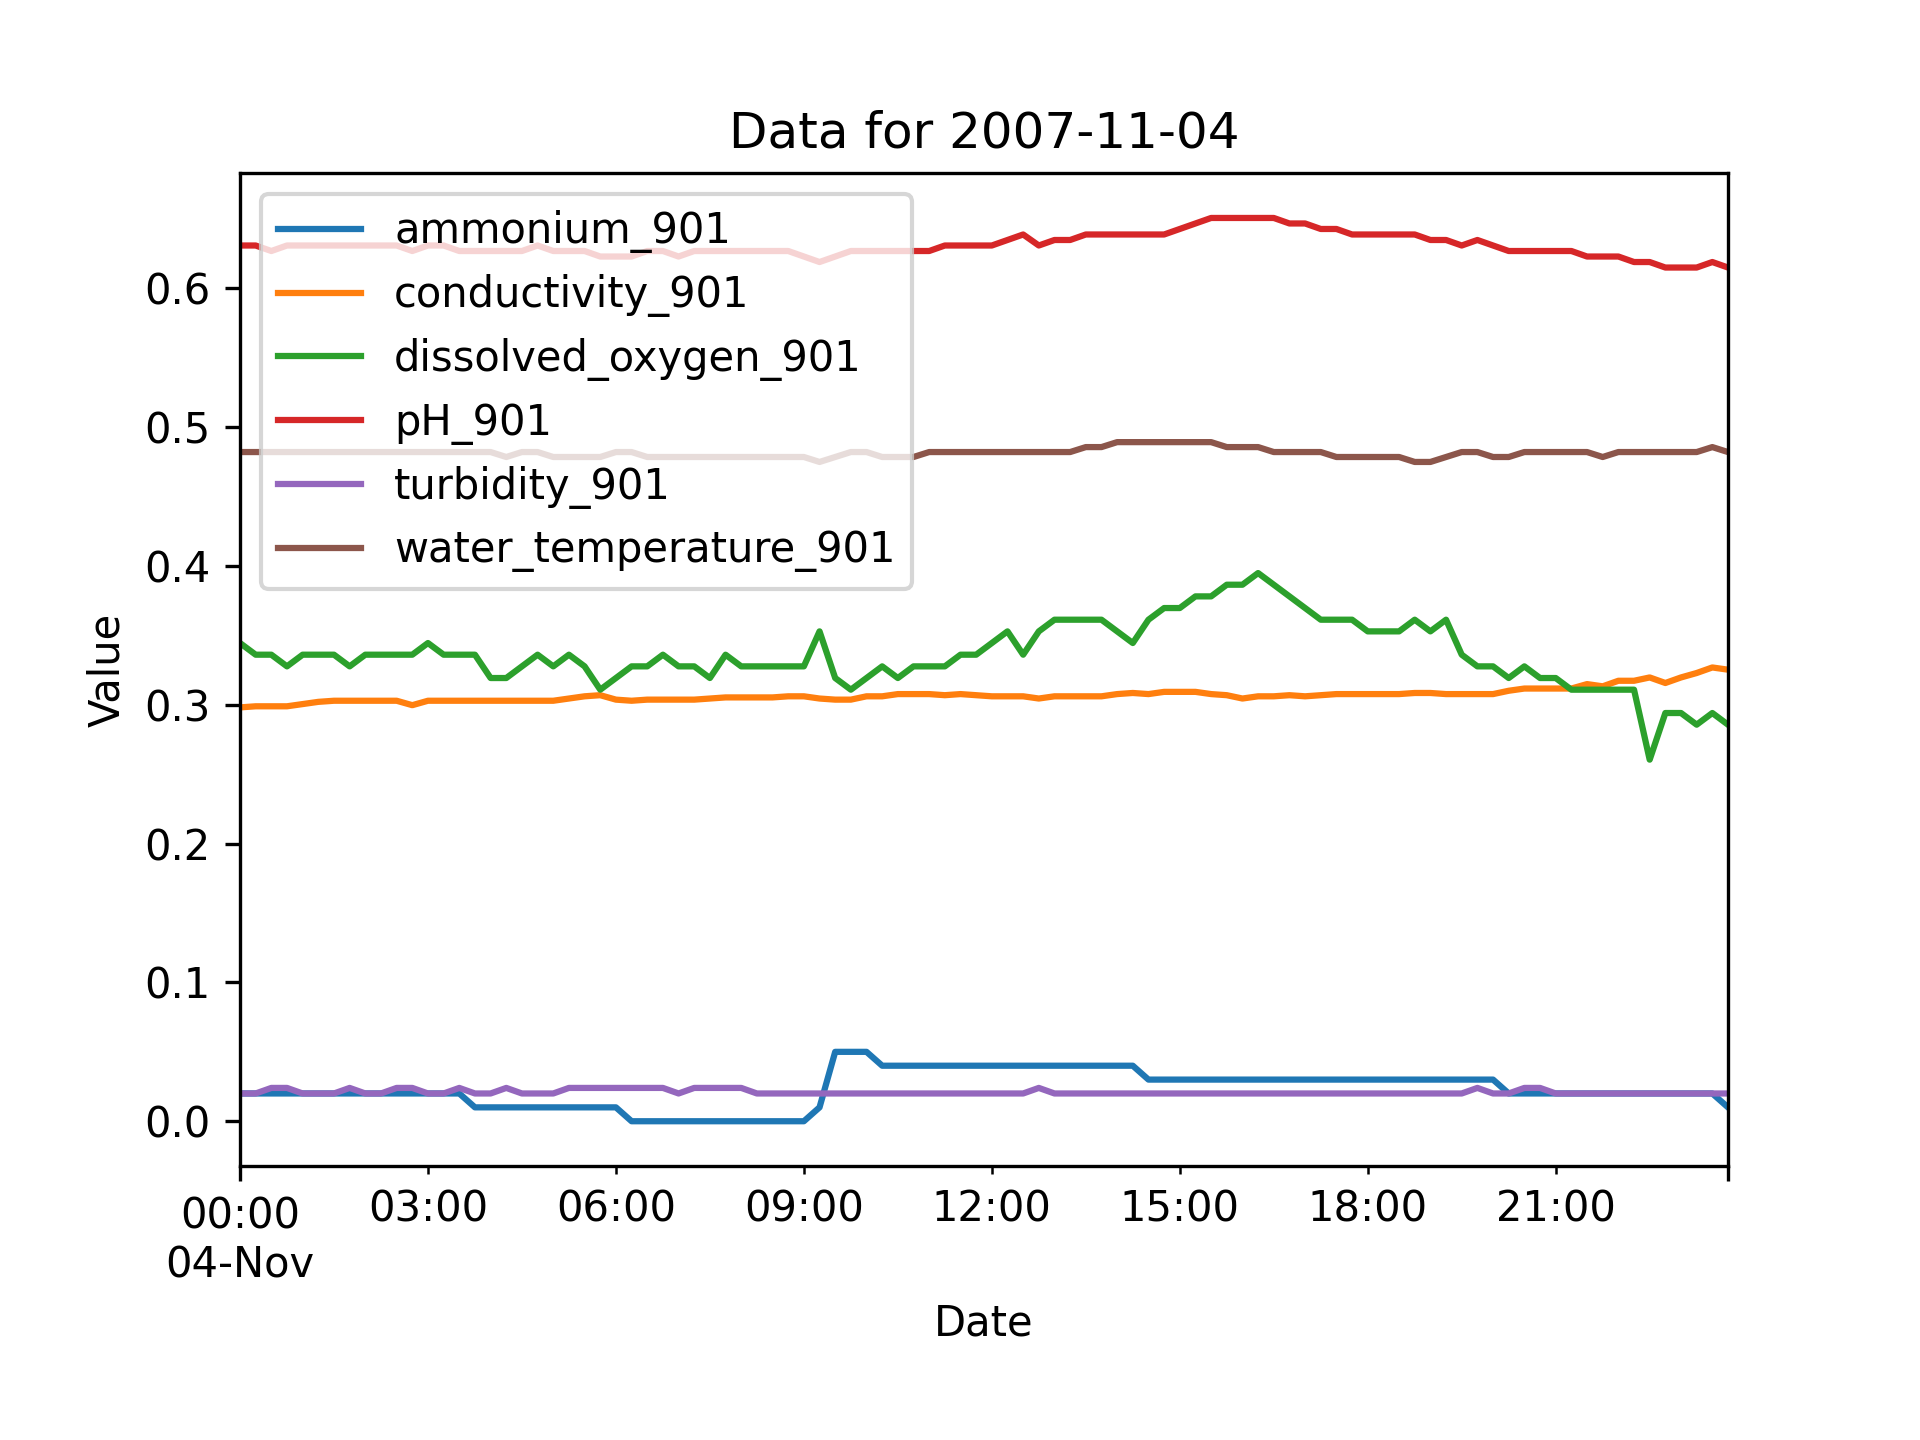 Data for 2007-11-04
ammonium_901
conductivity_901
dissolved_oxygen_901
pH_901
turbidity_901
water_temperature_901
Value
0.6
0.5
0.4
0.3
0.2
0.1
0.0
00:00 03:00 06:00 09:00 12:00 15:00 18:00 21:00
04-Nov
Date